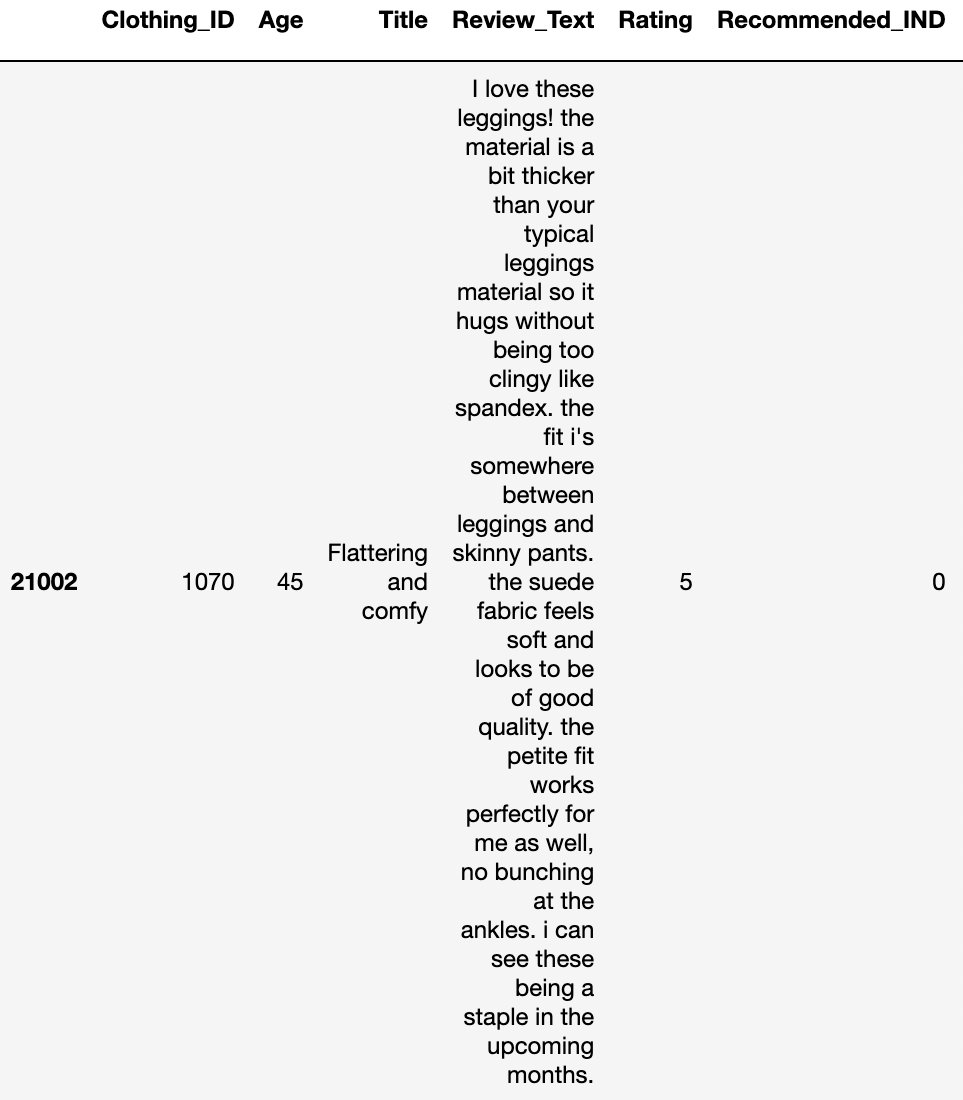 Clothing_ID Age Title Review_Text Rating Recommended_IND
I love these
leggings! the
material is a
bit thicker
than your
typical
leggings
material so it
hugs without
being too
clingy like
spandex. the
fit i's
somewhere
between
leggings and
Flattering skinny pants.
21002 1070 45 and the suede 5 0
comfy fabric feels
soft and
looks to be
of good
quality. the
petite fit
works
perfectly for
me as well,
no bunching
at the
ankles. i can
see these
being a
staple in the
upcoming
months.